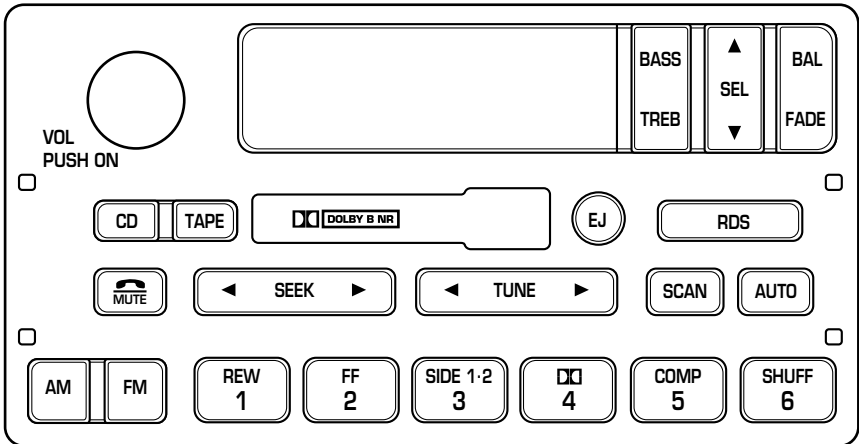 BASS
SEL
BAL
TREB
FADE
VOL
PUSH ON
CD
TAPE
DOLBY B NR
EJ
RDS
MUTE
SEEK
TUNE
SCAN
AUTO
AM
FM
REW
1
FF
2
SIDE 1·2
3
4
COMP
5
SHUFF
6